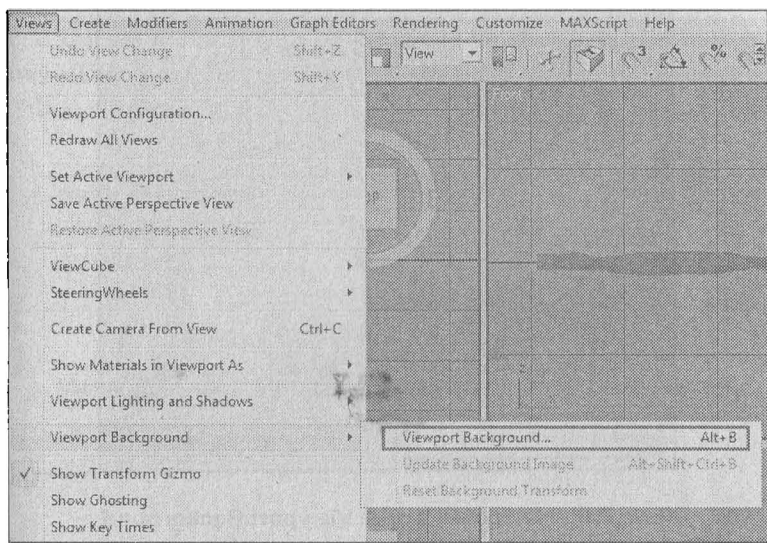 Views Create Modifiers Animation Graph Editors Rendering Customize MAXScript Help
Undo View Change Shift+Z
Redo View Change Shift+Y
View
Viewport Configuration...
Redraw All Views
Set Active Viewport
Save Active Perspective View
Restore Active Perspective View
ViewCube
SteeringWheels
Create Camera From View Ctrl+C
Show Materials in Viewport As
Viewport Lighting and Shadows
Viewport Background
Viewport Background... Alt+B
Update Background Image Alt+Shift+Ctrl+B
Reset Background Transform
Show Transform Gizmo
Show Ghosting
Show Key Times
Front
3
%